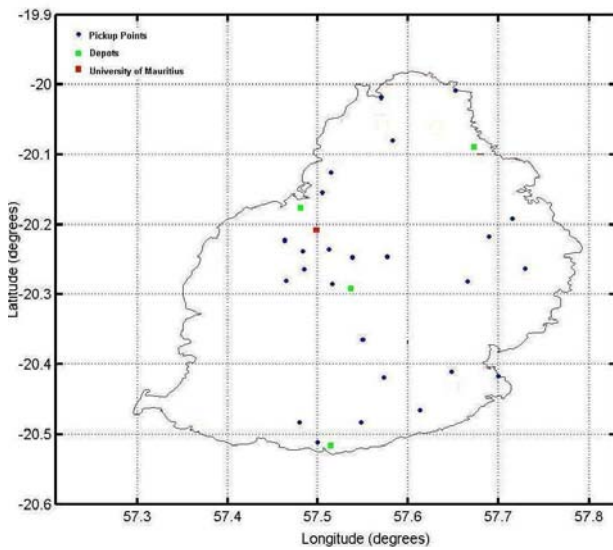 -19.9
Pickup Points
Depots
University of Mauritius
-20
-20.1
-20.2
-20.3
-20.4
-20.5
-20.6
Latitude (degrees)
57.3 57.4 57.5 57.6 57.7 57.8
Longitude (degrees)